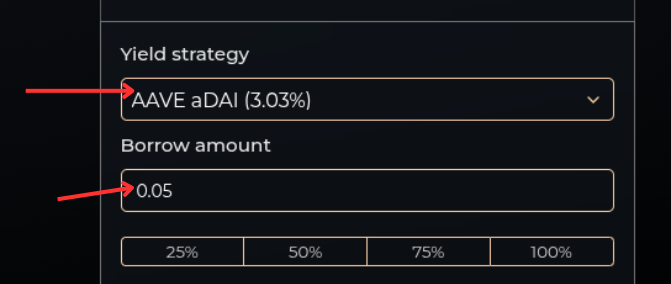 Yield strategy
AAVE aDAI (3.03%)
Borrow amount
0.05
25% 50% 75% 100%